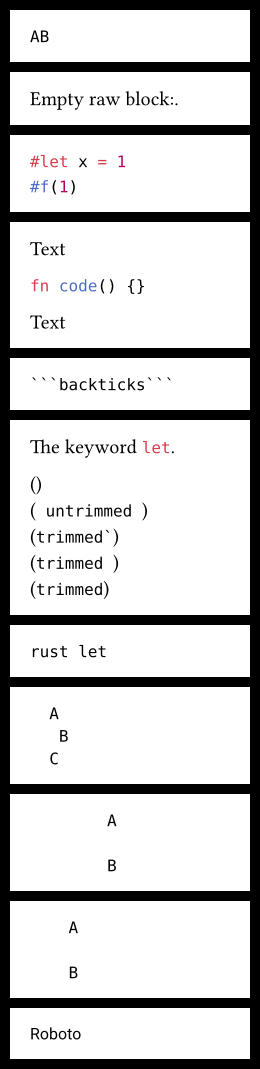 AB
Empty raw block:.
#let x = 1
#f(1)
Text
fn code() {}
Text
```backticks```
The keyword let.
()
( untrimmed )
(trimmed`)
(trimmed )
(trimmed)
rust let
A
B
C
A
B
A
B
Roboto